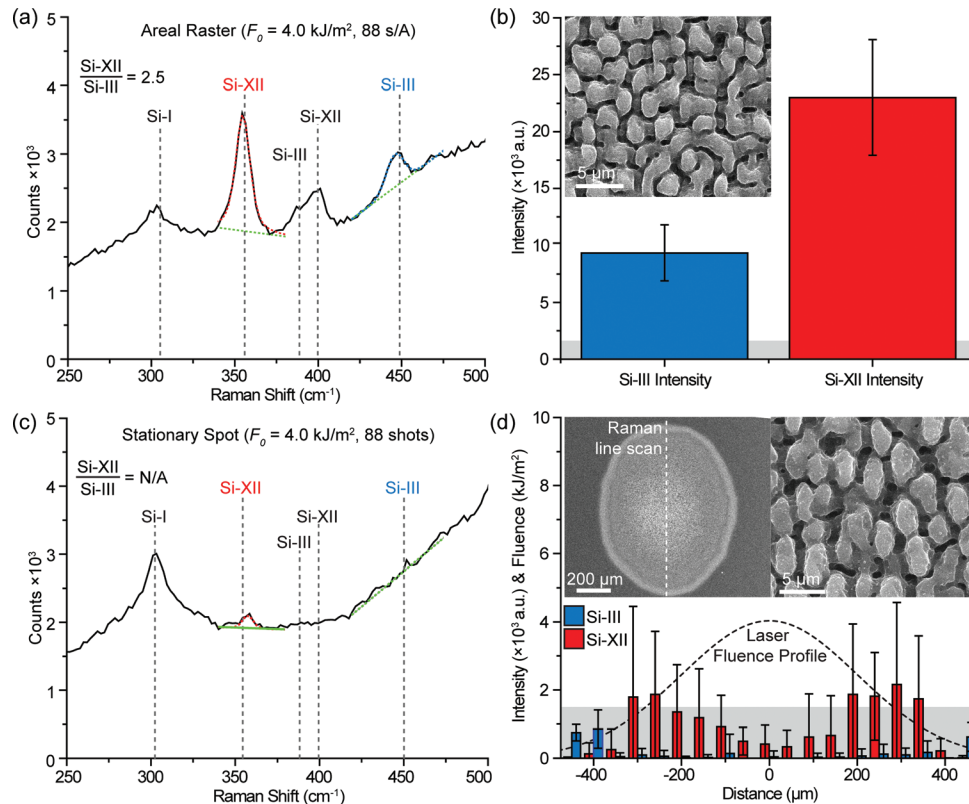 (a)
Areal Raster (F₀ = 4.0 kJ/m², 88 s/A)
Si-XII
Si-III
= 2.5
Si-I
Si-XII
Si-III
Si-XII
Si-III
Counts ×10³
5
4
3
2
1
0
250
300
350
400
450
500
Raman Shift (cm⁻¹)
(b)
Intensity (×10³ a.u.)
30
25
20
15
10
5
0
5 µm
Si-III Intensity
Si-XII Intensity
(c)
Stationary Spot (F₀ = 4.0 kJ/m², 88 shots)
Si-XII
Si-III
= N/A
Si-I
Si-XII
Si-III
Si-XII
Si-III
Counts ×10³
5
4
3
2
1
0
250
300
350
400
450
500
Raman Shift (cm⁻¹)
(d)
Intensity (×10³ a.u.) & Fluence (kJ/m²)
10
8
6
4
2
0
Raman
line scan
200 µm
5 µm
Si-III
Si-XII
Laser
Fluence Profile
-400
-200
0
200
400
Distance (µm)